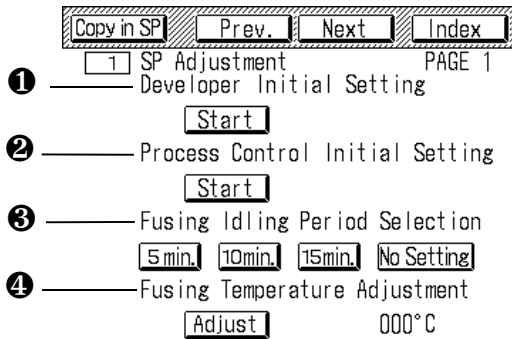 Copy in SP Prev. Next Index
1 SP Adjustment PAGE 1
❶ Developer Initial Setting
Start
❷ Process Control Initial Setting
Start
❸ Fusing Idling Period Selection
5 min. 10min. 15min. No Setting
❹ Fusing Temperature Adjustment
Adjust 000°C